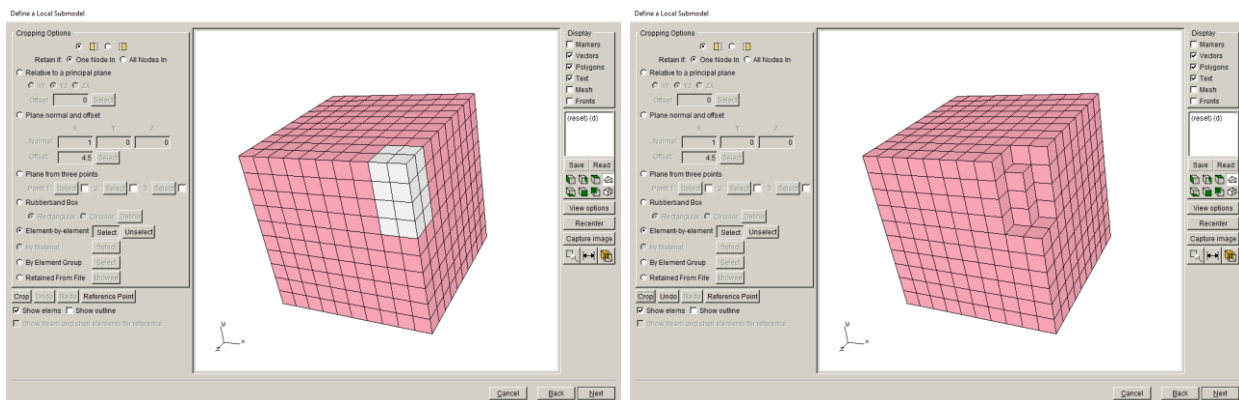 Define a Local Submodel
Cropping Options
Retain if: One Node In All Nodes In
Relative to a principal plane
XY YZ ZX
Offset 0 Select
Plane normal and offset
X Y Z
Normal 1 0 0
Offset 4.5 Select
Plane from three points
Point 1: Select 2: Select 3: Select
Rubberband Box
Rectangular Circular Define
Element-by-element Select Unselect
By Material Select
By Element Group Select
Retained From File Browse
Crop Undo Redo Reference Point
Show elems Show outline
Show beam and shell elements for reference
y
z x
Display
Markers
Vectors
Polygons
Text
Mesh
Fronts
(reset) (d)
Save Read
View options
Recenter
Capture image
Cancel Back Next
Define a Local Submodel
Cropping Options
Retain if: One Node In All Nodes In
Relative to a principal plane
XY YZ ZX
Offset 0 Select
Plane normal and offset
X Y Z
Normal 1 0 0
Offset 4.5 Select
Plane from three points
Point 1: Select 2: Select 3: Select
Rubberband Box
Rectangular Circular Define
Element-by-element Select Unselect
By Material Select
By Element Group Select
Retained From File Browse
Crop Undo Redo Reference Point
Show elems Show outline
Show beam and shell elements for reference
y
z x
Display
Markers
Vectors
Polygons
Text
Mesh
Fronts
(reset) (d)
Save Read
View options
Recenter
Capture image
Cancel Back Next